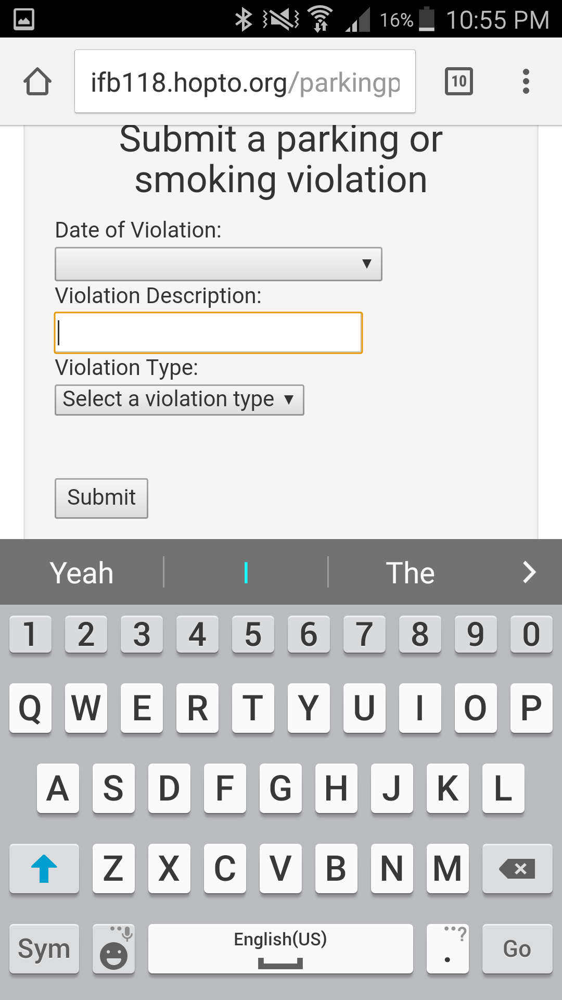 16% 10:55 PM
ifb118.hopto.org/parkingp
10
Submit a parking or
smoking violation
Date of Violation:
Violation Description:
Violation Type:
Select a violation type
Submit
Yeah I The
1 2 3 4 5 6 7 8 9 0
Q W E R T Y U I O P
A S D F G H J K L
Z X C V B N M
Sym English(US) . ? Go